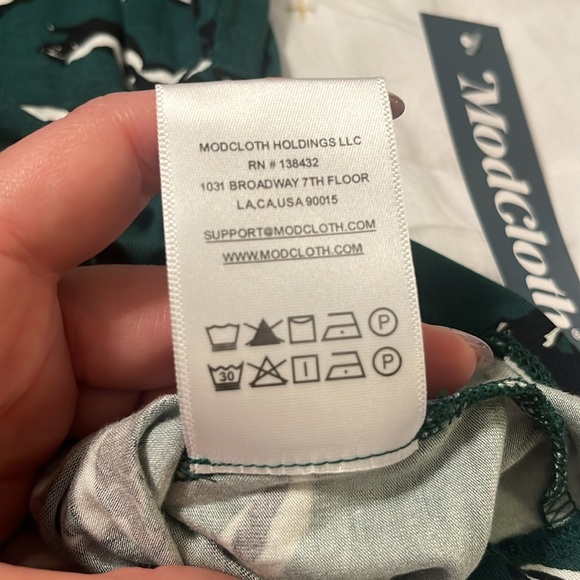 MODCLOTH HOLDINGS LLC
RN # 138432
1031 BROADWAY 7TH FLOOR
LA,CA,USA 90015
SUPPORT@MODCLOTH.COM
WWW.MODCLOTH.COM
P
30
P
ModCloth®